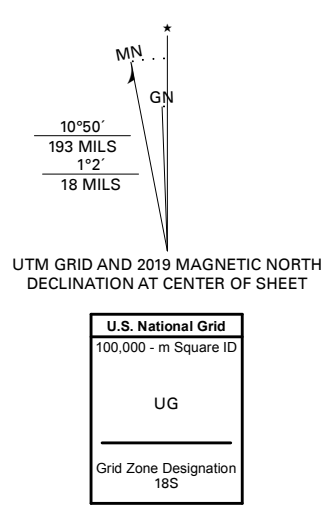 ★
MN
GN
10°50´
193 MILS
1°2´
18 MILS
UTM GRID AND 2019 MAGNETIC NORTH
DECLINATION AT CENTER OF SHEET
U.S. National Grid
100,000 - m Square ID
UG
Grid Zone Designation
18S